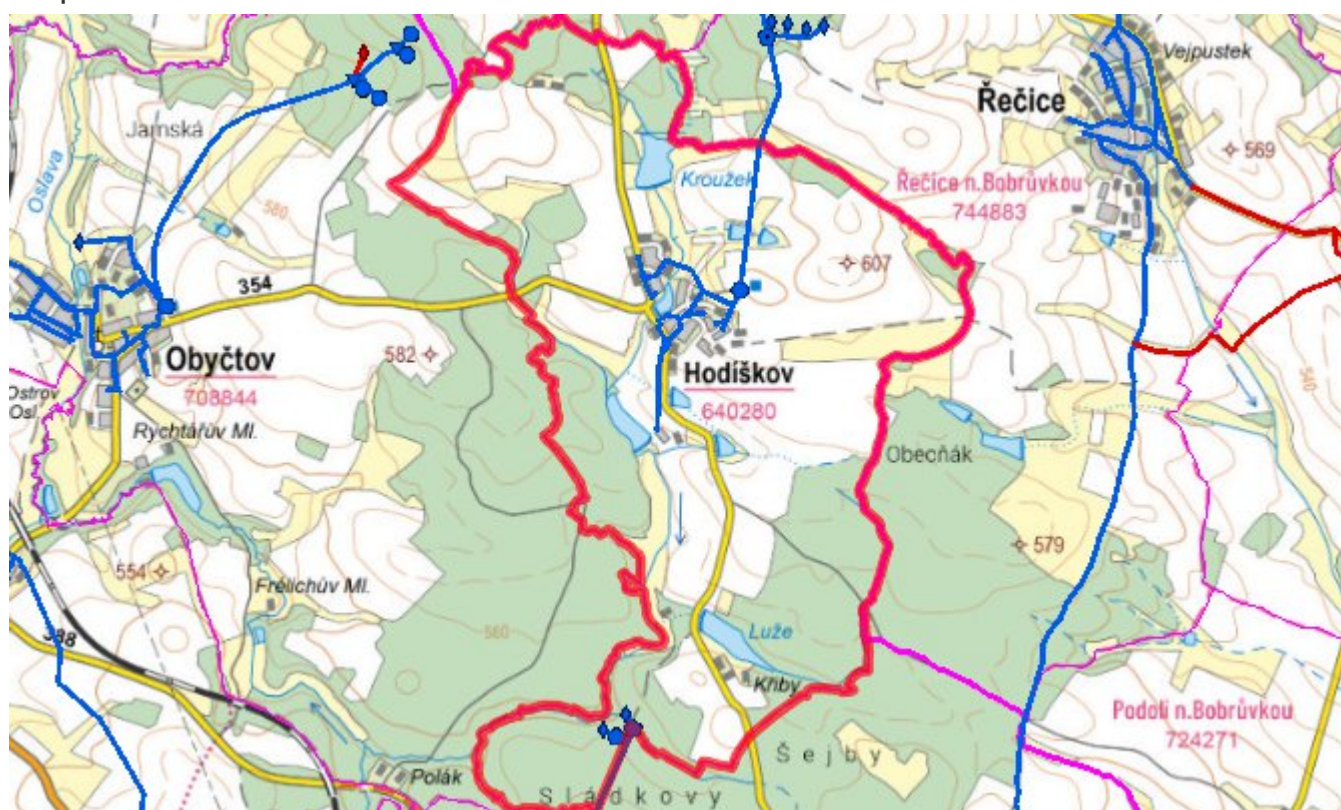 Vejpustek
Řečice
Jamská
569
Oslava
Kroužek
Řečice n.Bobrůvkou
744883
580
607
354
Obyčtov
708844
582
Hodíškov
640280
540
Ostrov
Osl.
Rychtářův Ml.
Obecňák
579
554
Frélichův Ml.
560
Luže
388
Křiby
Podolí n.Bobrůvkou
724271
Šejby
Polák
Sládkovy